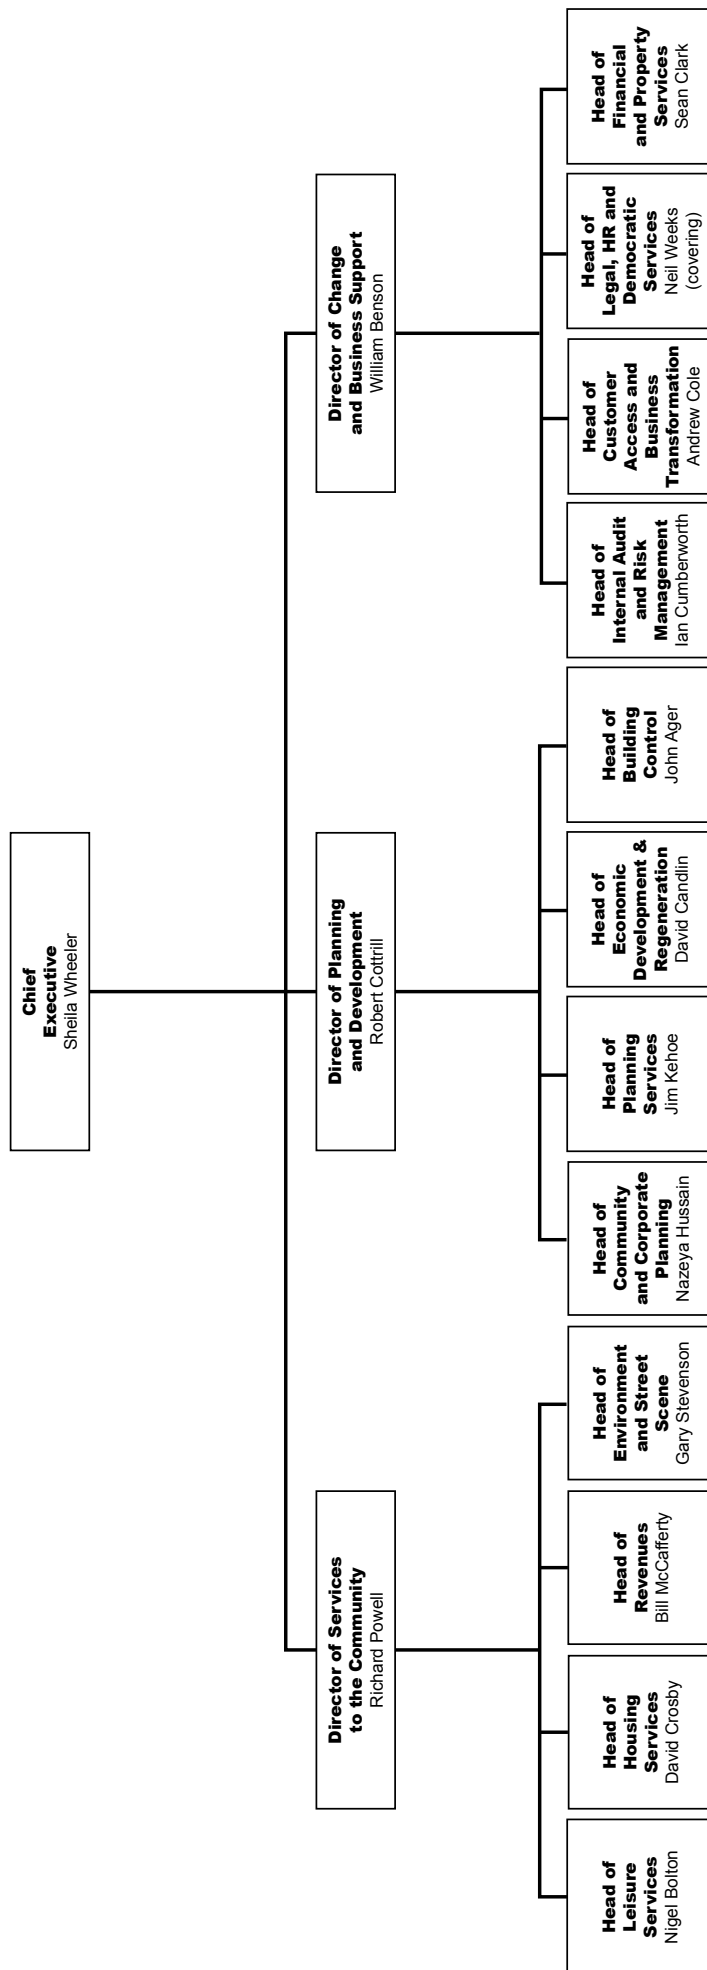 Chief
Executive
Sheila Wheeler
Director of Services
to the Community
Richard Powell
Director of Planning
and Development
Robert Cottrill
Director of Change
and Business Support
William Benson
Head of
Leisure
Services
Nigel Bolton
Head of
Housing
Services
David Crosby
Head of
Revenues
Bill McCafferty
Head of
Environment
and Street
Scene
Gary Stevenson
Head of
Community
and Corporate
Planning
Nazeya Hussain
Head of
Planning
Services
Jim Kehoe
Head of
Economic
Development &
Regeneration
David Candlin
Head of
Building
Control
John Ager
Head of
Internal Audit
and Risk
Management
Ian Cumberworth
Head of
Customer
Access and
Business
Transformation
Andrew Cole
Head of
Legal, HR and
Democratic
Services
Neil Weeks
(covering)
Head of
Financial
and Property
Services
Sean Clark